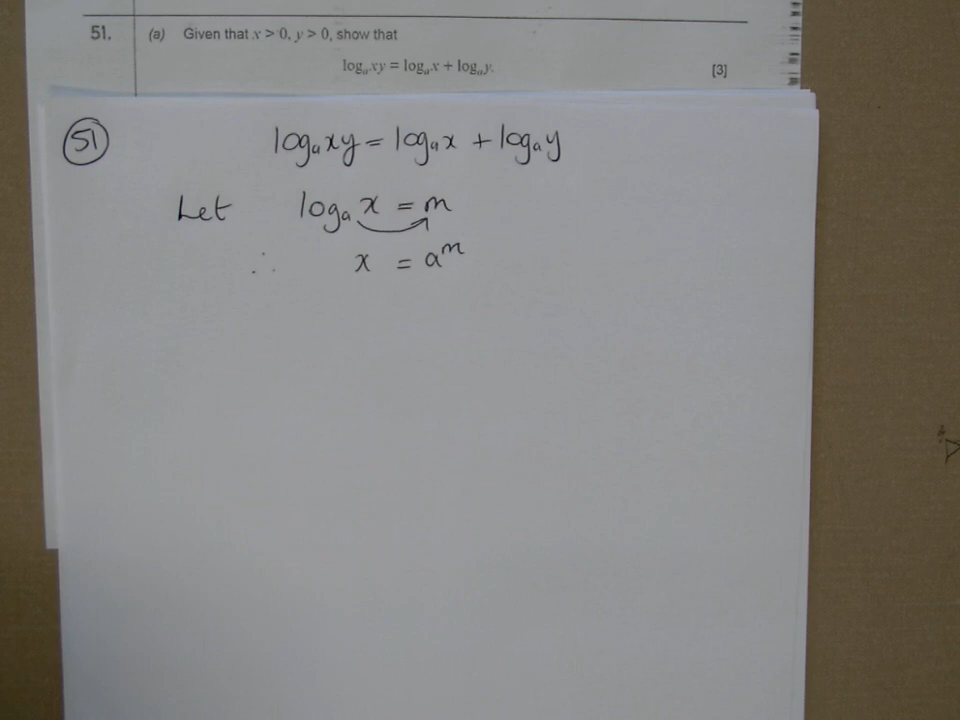 51. (a) Given that x > 0, y > 0, show that
logₐxy = logₐx + logₐy.
[3]
51 logₐxy = logₐx + logₐy
Let logₐx = m
∴ x = aᵐ